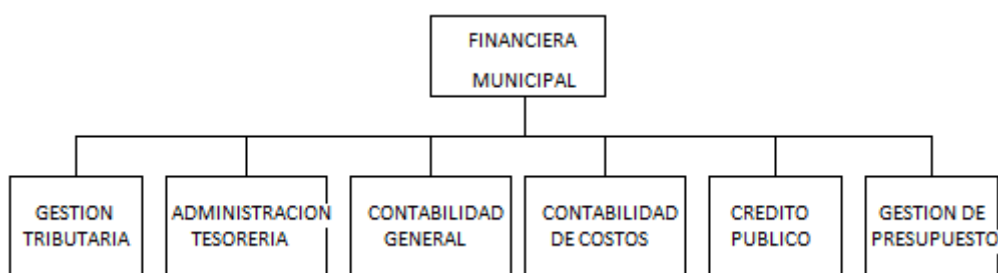 FINANCIERA
MUNICIPAL
GESTION
TRIBUTARIA
ADMINISTRACION
TESORERIA
CONTABILIDAD
GENERAL
CONTABILIDAD
DE COSTOS
CREDITO
PUBLICO
GESTION DE
PRESUPUESTO